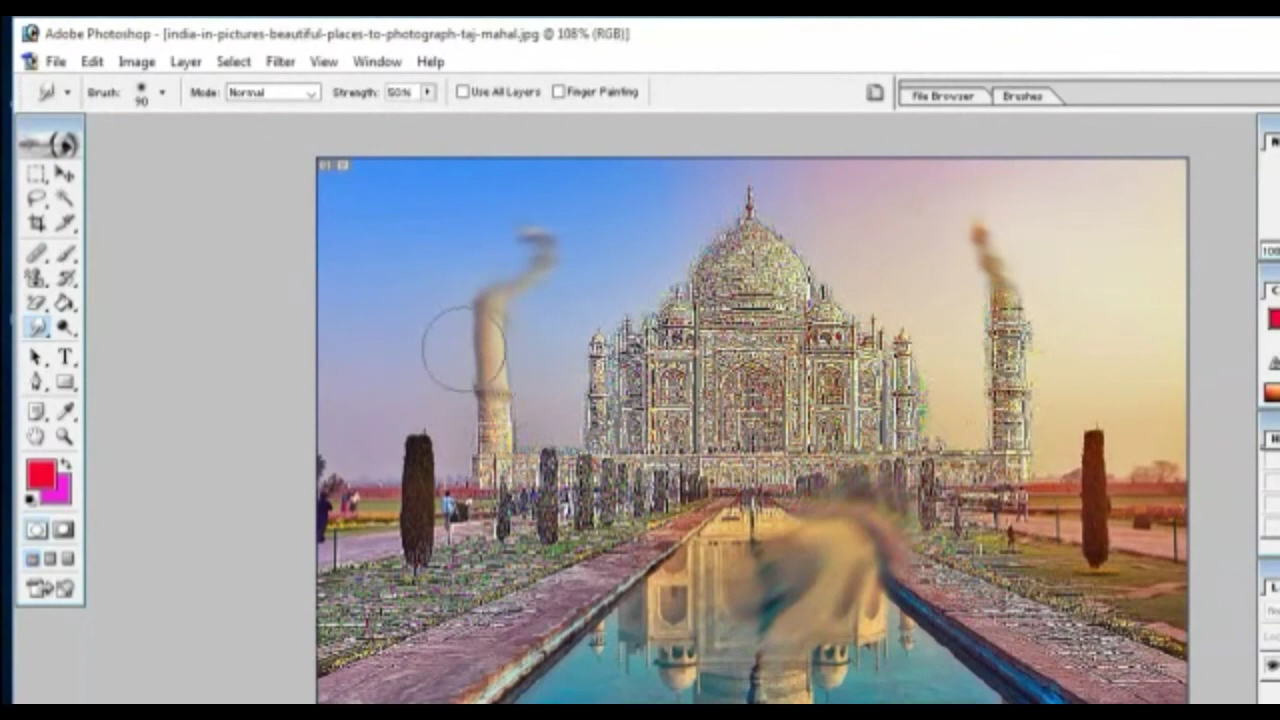 Adobe Photoshop - [india-in-pictures-beautiful-places-to-photograph-taj-mahal.jpg @ 108% (RGB)]
File Edit Image Layer Select Filter View Window Help
Brush: 90 Mode: Normal Strength: 50% Use All Layers Finger Painting File Browser Brushes
T